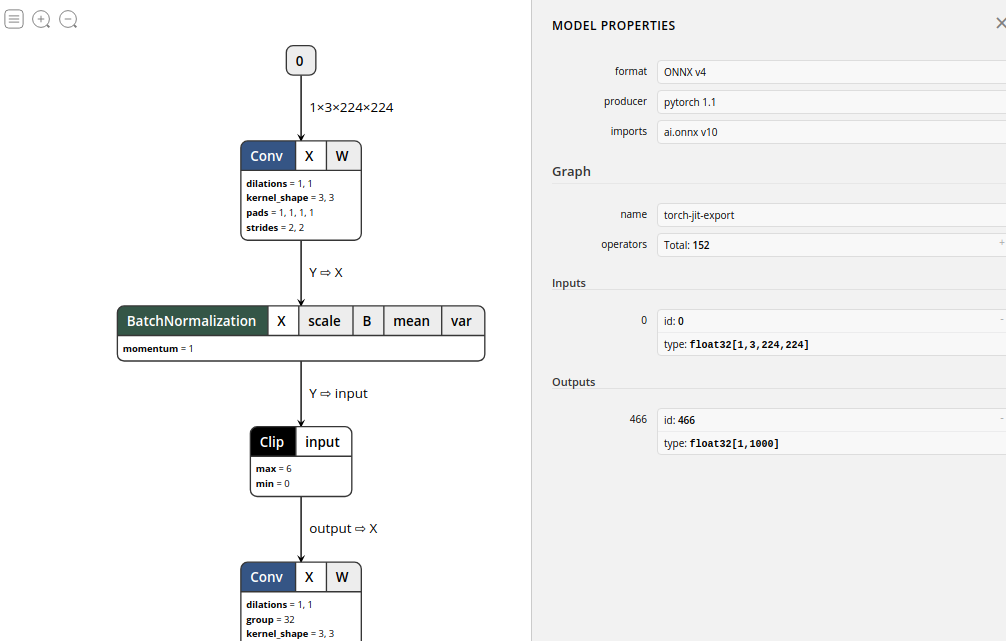 0
1×3×224×224
Conv X W
dilations = 1, 1
kernel_shape = 3, 3
pads = 1, 1, 1, 1
strides = 2, 2
Y ⇨ X
BatchNormalization X scale B mean var
momentum = 1
Y ⇨ input
Clip input
max = 6
min = 0
output ⇨ X
Conv X W
dilations = 1, 1
group = 32
kernel_shape = 3, 3
MODEL PROPERTIES
format ONNX v4
producer pytorch 1.1
imports ai.onnx v10
Graph
name torch-jit-export
operators Total: 152 +
Inputs
0 id: 0 -
type: float32[1,3,224,224]
Outputs
466 id: 466 -
type: float32[1,1000]